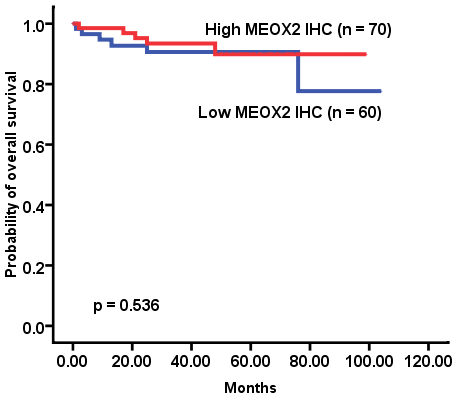 High MEOX2 IHC (n = 70)
Low MEOX2 IHC (n = 60)
p = 0.536
Probability of overall survival
1.0
0.8
0.6
0.4
0.2
0.0
0.00 20.00 40.00 60.00 80.00 100.00 120.00
Months